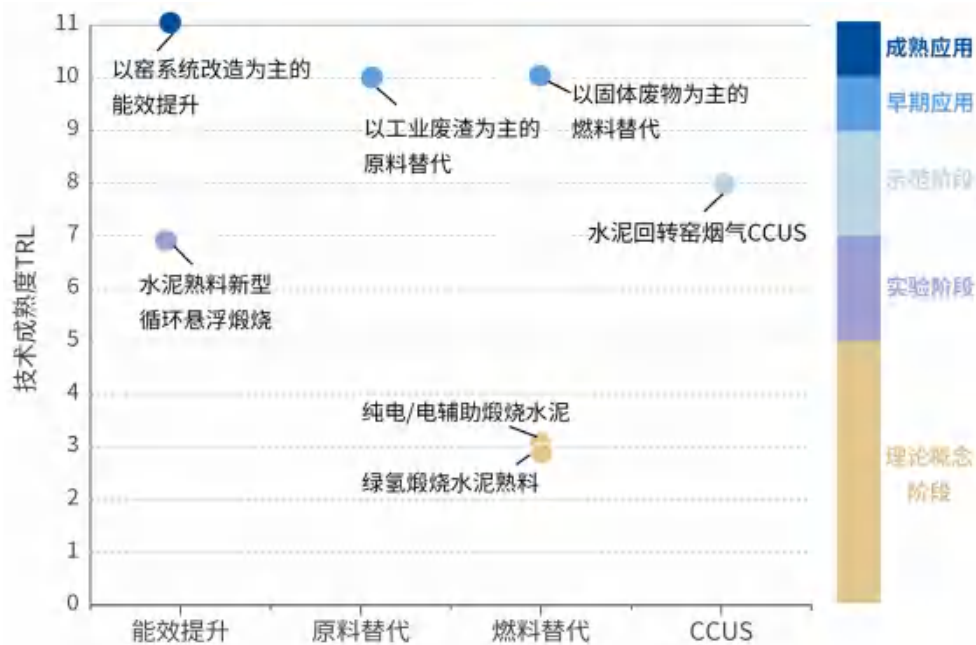 11
10
9
8
7
6
5
4
3
2
1
0
技术成熟度TRL
以窑系统改造为主的
能效提升
以工业废渣为主的
原料替代
以固体废物为主的
燃料替代
水泥回转窑烟气CCUS
水泥熟料新型
循环悬浮煅烧
纯电/电辅助煅烧水泥
绿氢煅烧水泥熟料
能效提升
原料替代
燃料替代
CCUS
成熟应用
早期应用
示范阶段
实验阶段
理论概念
阶段